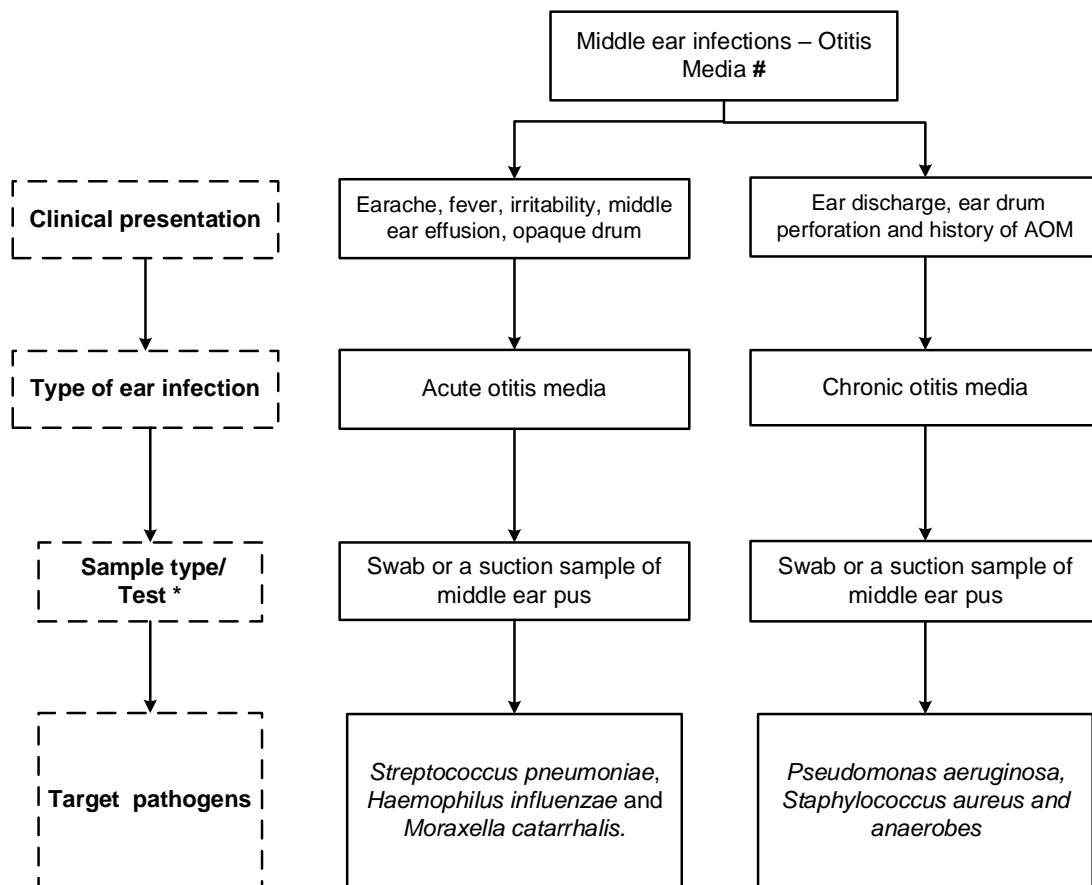 Middle ear infections – Otitis
Media #
Clinical presentation
Earache, fever, irritability, middle
ear effusion, opaque drum
Ear discharge, ear drum
perforation and history of AOM
Type of ear infection
Acute otitis media
Chronic otitis media
Sample type/
Test *
Swab or a suction sample of
middle ear pus
Swab or a suction sample of
middle ear pus
Target pathogens
Streptococcus pneumoniae,
Haemophilus influenzae and
Moraxella catarrhalis.
Pseudomonas aeruginosa,
Staphylococcus aureus and
anaerobes